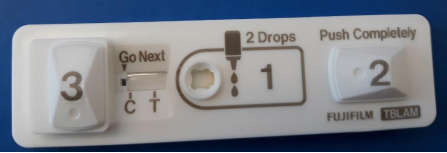 3
Go Next
C T
2 Drops
1
Push Completely
2
FUJIFILM TBLAM